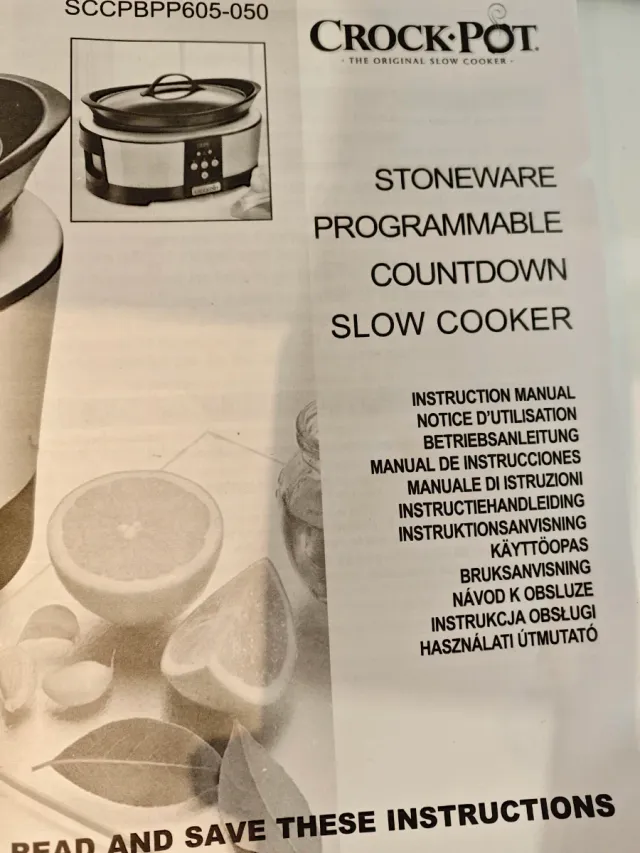 SCCPBPP605-050
CROCK·POT®
· THE ORIGINAL SLOW COOKER ·
STONEWARE
PROGRAMMABLE
COUNTDOWN
SLOW COOKER
INSTRUCTION MANUAL
NOTICE D'UTILISATION
BETRIEBSANLEITUNG
MANUAL DE INSTRUCCIONES
MANUALE DI ISTRUZIONI
INSTRUCTIEHANDLEIDING
INSTRUKTIONSANVISNING
KÄYTTÖOPAS
BRUKSANVISNING
NÁVOD K OBSLUZE
INSTRUKCJA OBSŁUGI
HASZNÁLATI ÚTMUTATÓ
READ AND SAVE THESE INSTRUCTIONS